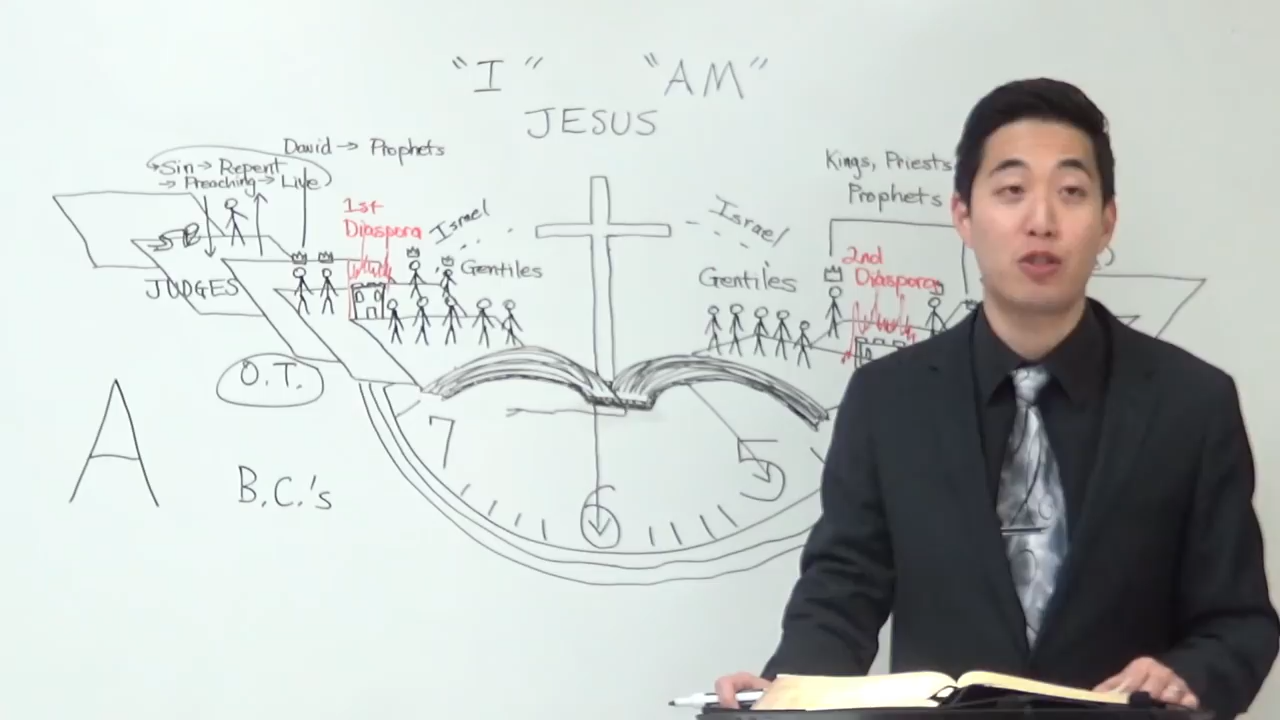 "I" "AM"
JESUS
David → Prophets
Sin → Repent
→ Preaching → Live
Kings, Priests
Prophets
1st
Diaspora
Israel
Gentiles
Israel
Gentiles
2nd
Diaspora
JUDGES
O.T.
A
B.C.'s
7
6
5